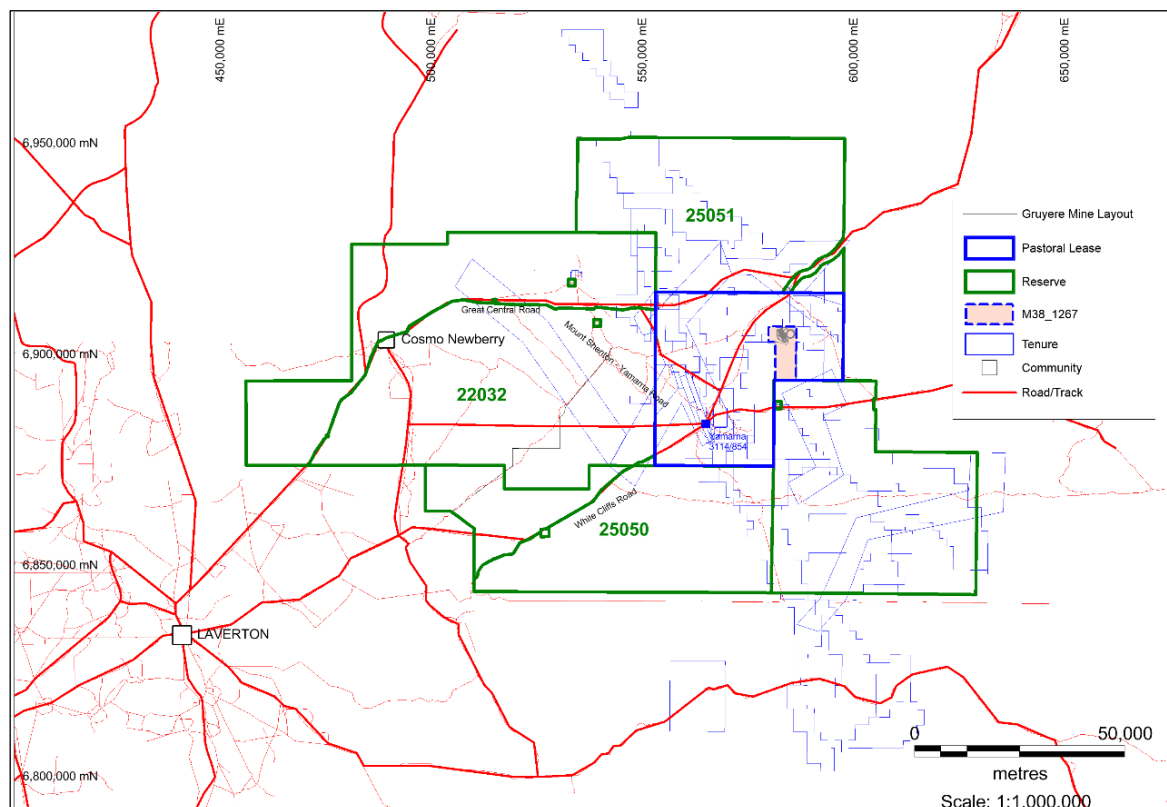 450,000 mE
500,000 mE
550,000 mE
600,000 mE
650,000 mE
6,950,000 mN
25051
Gruyere Mine Layout
Pastoral Lease
Reserve
M38_1267
Tenure
Community
Road/Track
Great Central Road
Cosmo Newberry
Mount Shenton - Yamarna Road
6,900,000 mN
22032
Yamarna
3114/854
White Cliffs Road
25050
6,850,000 mN
LAVERTON
0
50,000
metres
Scale: 1:1,000,000
6,800,000 mN